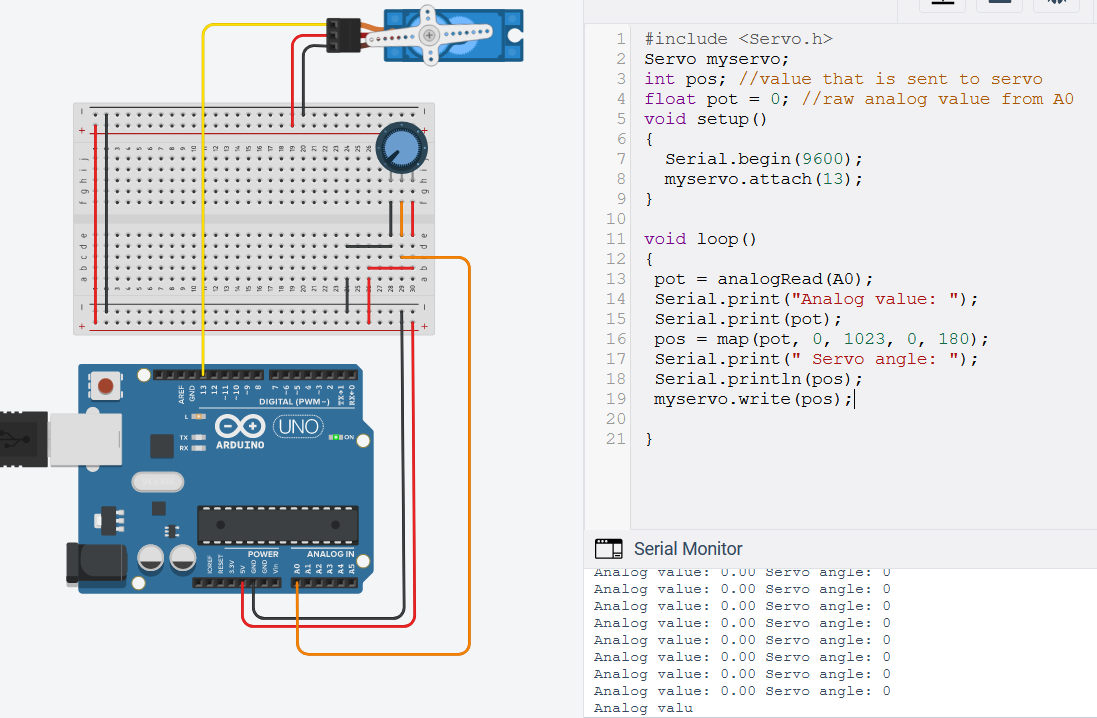 1 #include <Servo.h>
2 Servo myservo;
3 int pos; //value that is sent to servo
4 float pot = 0; //raw analog value from A0
5 void setup()
6 {
7 Serial.begin(9600);
8 myservo.attach(13);
9 }
10
11 void loop()
12 {
13 pot = analogRead(A0);
14 Serial.print("Analog value: ");
15 Serial.print(pot);
16 pos = map(pot, 0, 1023, 0, 180);
17 Serial.print(" Servo angle: ");
18 Serial.println(pos);
19 myservo.write(pos);
20
21 }
Serial Monitor
Analog value: 0.00 Servo angle: 0
Analog value: 0.00 Servo angle: 0
Analog value: 0.00 Servo angle: 0
Analog value: 0.00 Servo angle: 0
Analog value: 0.00 Servo angle: 0
Analog value: 0.00 Servo angle: 0
Analog value: 0.00 Servo angle: 0
Analog value: 0.00 Servo angle: 0
Analog valu
AREF GND 13 12 ~11 ~10 ~9 8 7 ~6 ~5 4 ~3 2 TX→1 RX←0
DIGITAL (PWM~)
L
TX
RX
UNO
ON
ARDUINO
POWER
ANALOG IN
IOREF RESET 3.3V 5V GND GND Vin A0 A1 A2 A3 A4 A5